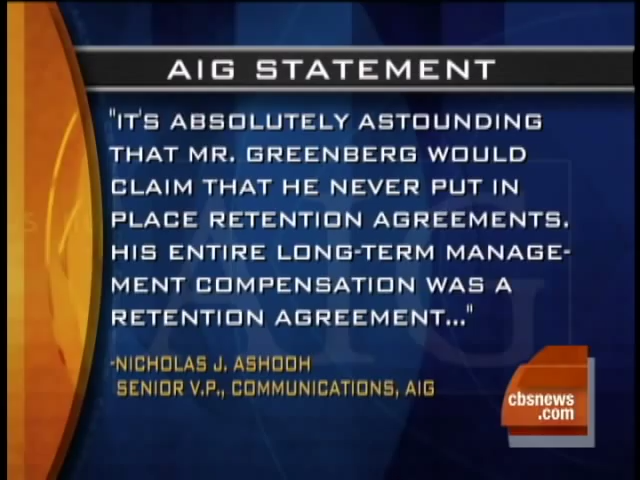 AIG STATEMENT
"IT'S ABSOLUTELY ASTOUNDING
THAT MR. GREENBERG WOULD
CLAIM THAT HE NEVER PUT IN
PLACE RETENTION AGREEMENTS.
HIS ENTIRE LONG-TERM MANAGE-
MENT COMPENSATION WAS A
RETENTION AGREEMENT..."
-NICHOLAS J. ASHOOH
SENIOR V.P., COMMUNICATIONS, AIG
cbsnews
.com
AIG